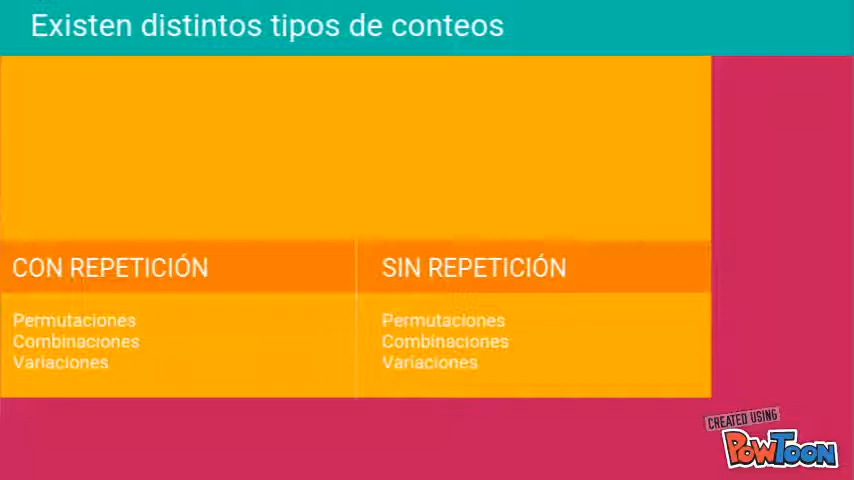 Existen distintos tipos de conteos
CON REPETICIÓN
Permutaciones
Combinaciones
Variaciones
SIN REPETICIÓN
Permutaciones
Combinaciones
Variaciones
CREATED USING
POWTOON